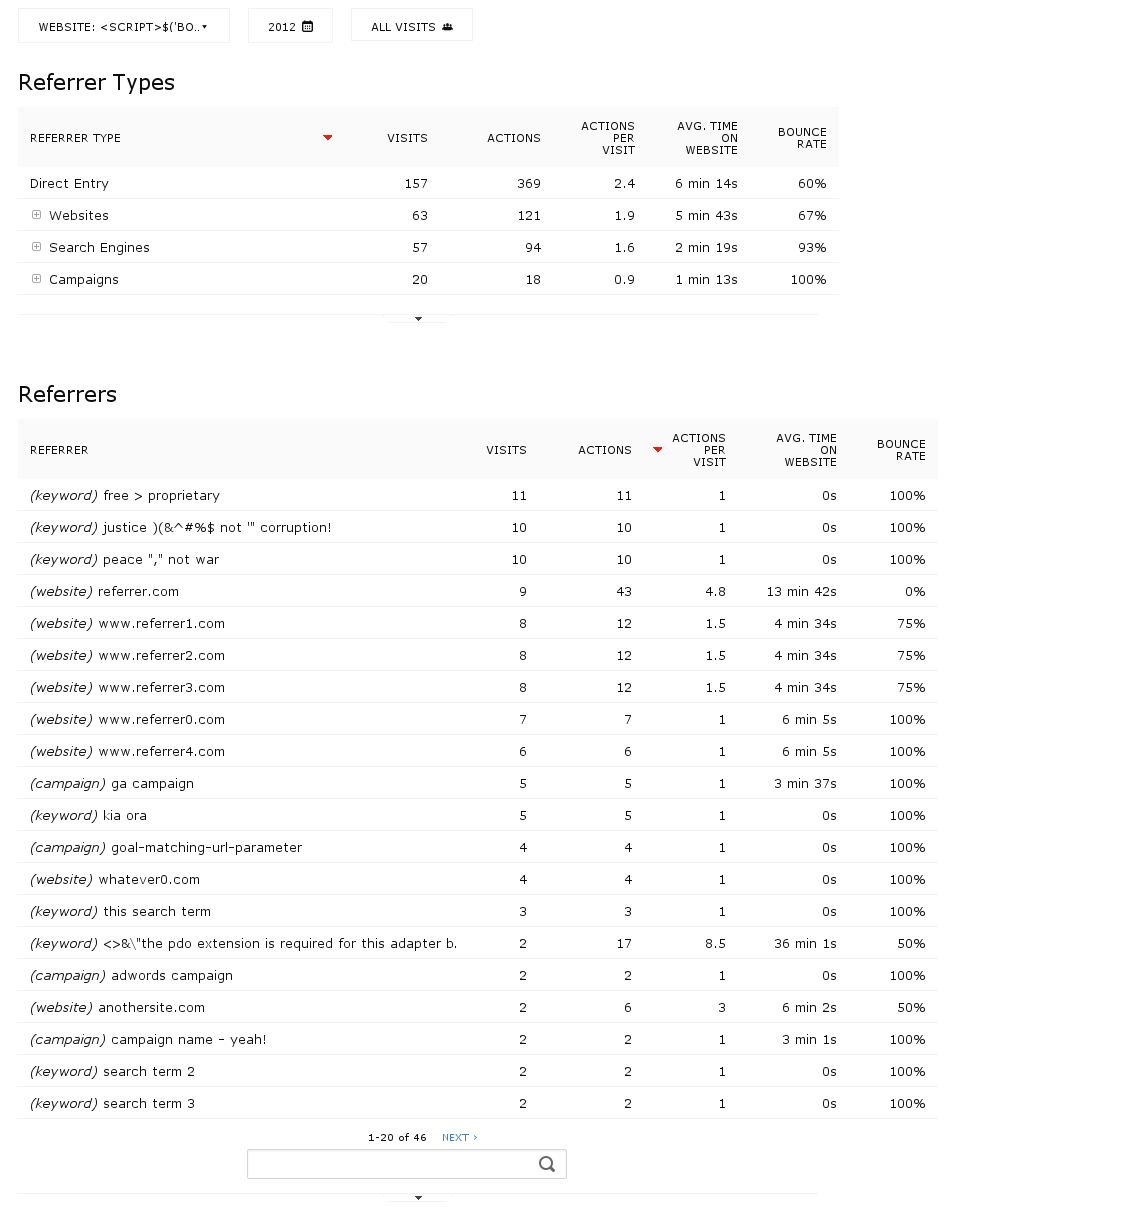 WEBSITE: <SCRIPT>$('BO.. 2012 ALL VISITS
Referrer Types
REFERRER TYPE VISITS ACTIONS ACTIONS PER VISIT AVG. TIME ON WEBSITE BOUNCE RATE
Direct Entry 157 369 2.4 6 min 14s 60%
Websites 63 121 1.9 5 min 43s 67%
Search Engines 57 94 1.6 2 min 19s 93%
Campaigns 20 18 0.9 1 min 13s 100%
Referrers
REFERRER VISITS ACTIONS ACTIONS PER VISIT AVG. TIME ON WEBSITE BOUNCE RATE
(keyword) free > proprietary 11 11 1 0s 100%
(keyword) justice )(&^#%$ not '" corruption! 10 10 1 0s 100%
(keyword) peace "," not war 10 10 1 0s 100%
(website) referrer.com 9 43 4.8 13 min 42s 0%
(website) www.referrer1.com 8 12 1.5 4 min 34s 75%
(website) www.referrer2.com 8 12 1.5 4 min 34s 75%
(website) www.referrer3.com 8 12 1.5 4 min 34s 75%
(website) www.referrer0.com 7 7 1 6 min 5s 100%
(website) www.referrer4.com 6 6 1 6 min 5s 100%
(campaign) ga campaign 5 5 1 3 min 37s 100%
(keyword) kia ora 5 5 1 0s 100%
(campaign) goal-matching-url-parameter 4 4 1 0s 100%
(website) whatever0.com 4 4 1 0s 100%
(keyword) this search term 3 3 1 0s 100%
(keyword) <>&\"the pdo extension is required for this adapter b. 2 17 8.5 36 min 1s 50%
(campaign) adwords campaign 2 2 1 0s 100%
(website) anothersite.com 2 6 3 6 min 2s 50%
(campaign) campaign name - yeah! 2 2 1 3 min 1s 100%
(keyword) search term 2 2 2 1 0s 100%
(keyword) search term 3 2 2 1 0s 100%
1-20 of 46 NEXT ›